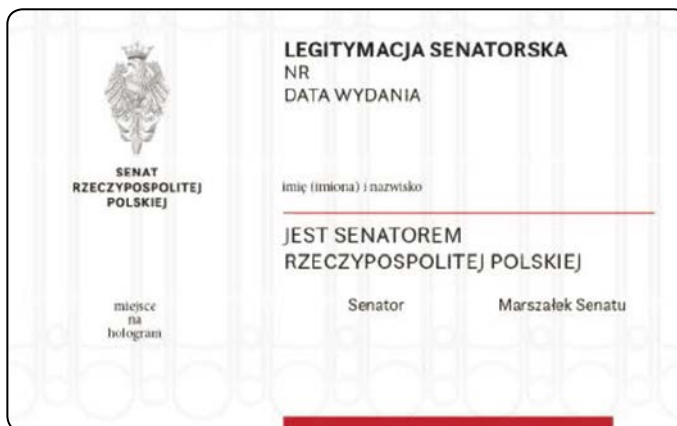 SENAT
RZECZYPOSPOLITEJ
POLSKIEJ
miejsce
na
hologram
LEGITYMACJA SENATORSKA
NR
DATA WYDANIA
imię (imiona) i nazwisko
JEST SENATOREM
RZECZYPOSPOLITEJ POLSKIEJ
Senator Marszałek Senatu